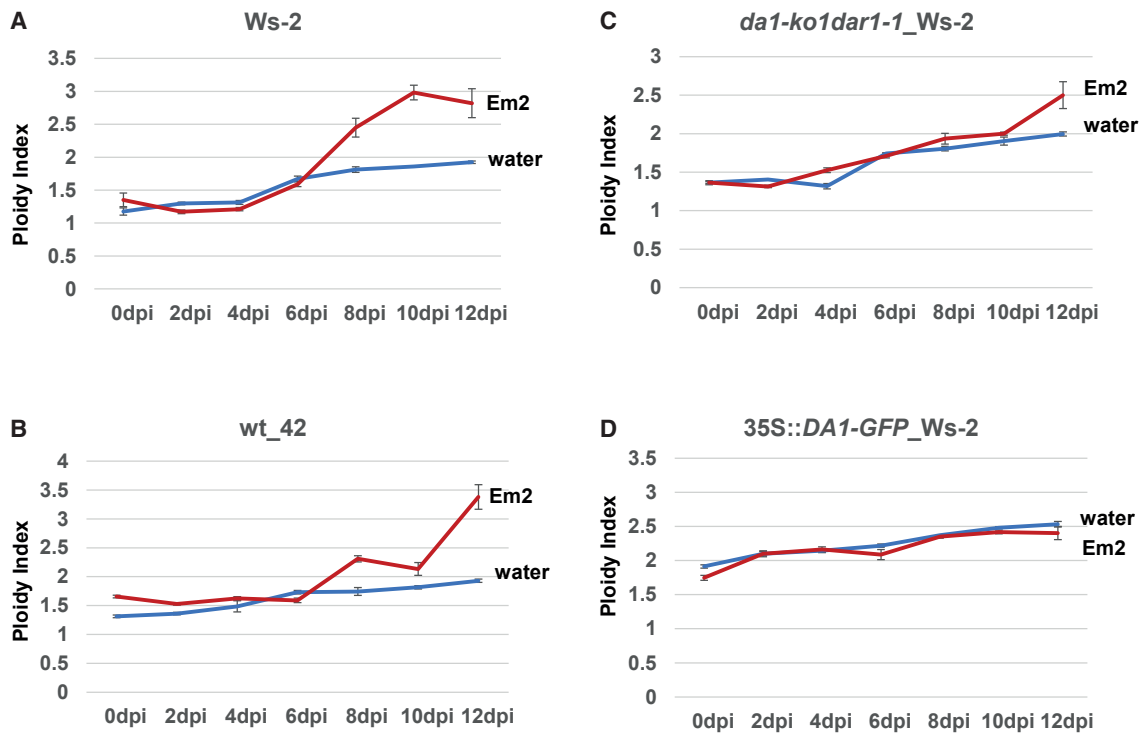 A
Ws-2
Ploidy Index
3.5
3
2.5
2
1.5
1
0.5
0
Em2
water
0dpi 2dpi 4dpi 6dpi 8dpi 10dpi 12dpi
C
da1-ko1dar1-1_Ws-2
Ploidy Index
3
2.5
2
1.5
1
0.5
0
Em2
water
0dpi 2dpi 4dpi 6dpi 8dpi 10dpi 12dpi
B
wt_42
Ploidy Index
4
3.5
3
2.5
2
1.5
1
0.5
0
Em2
water
0dpi 2dpi 4dpi 6dpi 8dpi 10dpi 12dpi
D
35S::DA1-GFP_Ws-2
Ploidy Index
3.5
3
2.5
2
1.5
1
0.5
0
water
Em2
0dpi 2dpi 4dpi 6dpi 8dpi 10dpi 12dpi